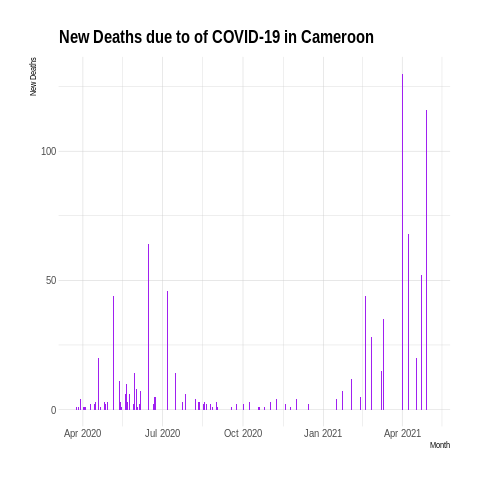 New Deaths due to of COVID-19 in Cameroon
New Deaths
100
50
0
Apr 2020 Jul 2020 Oct 2020 Jan 2021 Apr 2021
Month